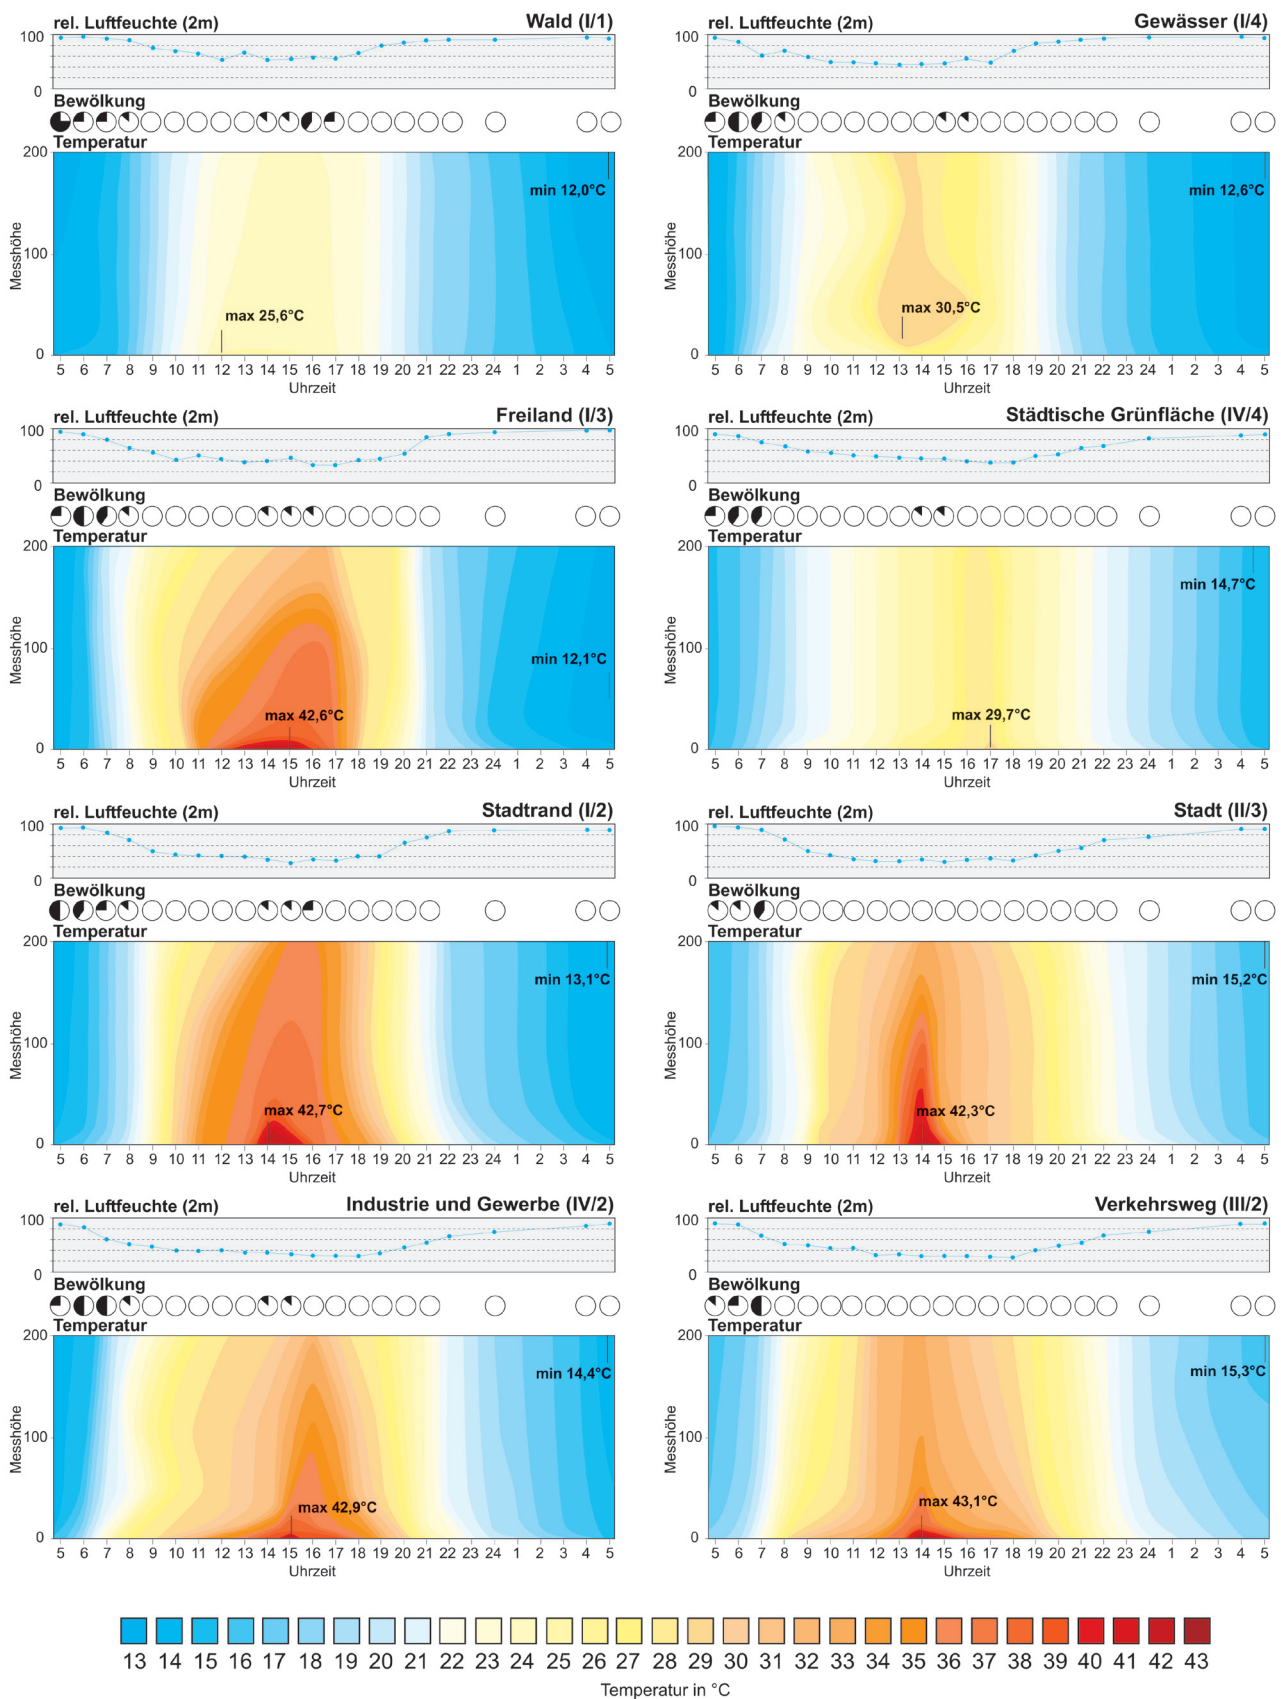 rel. Luftfeuchte (2m) Wald (I/1)
100
0
Bewölkung
Temperatur
200
100
0
Messhöhe
min 12,0°C
max 25,6°C
5 6 7 8 9 10 11 12 13 14 15 16 17 18 19 20 21 22 23 24 1 2 3 4 5
Uhrzeit
rel. Luftfeuchte (2m) Gewässer (I/4)
100
0
Bewölkung
Temperatur
200
100
0
Messhöhe
min 12,6°C
max 30,5°C
5 6 7 8 9 10 11 12 13 14 15 16 17 18 19 20 21 22 23 24 1 2 3 4 5
Uhrzeit
rel. Luftfeuchte (2m) Freiland (I/3)
100
0
Bewölkung
Temperatur
200
100
0
Messhöhe
min 12,1°C
max 42,6°C
5 6 7 8 9 10 11 12 13 14 15 16 17 18 19 20 21 22 23 24 1 2 3 4 5
Uhrzeit
rel. Luftfeuchte (2m) Städtische Grünfläche (IV/4)
100
0
Bewölkung
Temperatur
200
100
0
Messhöhe
min 14,7°C
max 29,7°C
5 6 7 8 9 10 11 12 13 14 15 16 17 18 19 20 21 22 23 24 1 2 3 4 5
Uhrzeit
rel. Luftfeuchte (2m) Stadtrand (I/2)
100
0
Bewölkung
Temperatur
200
100
0
Messhöhe
min 13,1°C
max 42,7°C
5 6 7 8 9 10 11 12 13 14 15 16 17 18 19 20 21 22 23 24 1 2 3 4 5
Uhrzeit
rel. Luftfeuchte (2m) Stadt (II/3)
100
0
Bewölkung
Temperatur
200
100
0
Messhöhe
min 15,2°C
max 42,3°C
5 6 7 8 9 10 11 12 13 14 15 16 17 18 19 20 21 22 23 24 1 2 3 4 5
Uhrzeit
rel. Luftfeuchte (2m) Industrie und Gewerbe (IV/2)
100
0
Bewölkung
Temperatur
200
100
0
Messhöhe
min 14,4°C
max 42,9°C
5 6 7 8 9 10 11 12 13 14 15 16 17 18 19 20 21 22 23 24 1 2 3 4 5
Uhrzeit
rel. Luftfeuchte (2m) Verkehrsweg (III/2)
100
0
Bewölkung
Temperatur
200
100
0
Messhöhe
min 15,3°C
max 43,1°C
5 6 7 8 9 10 11 12 13 14 15 16 17 18 19 20 21 22 23 24 1 2 3 4 5
Uhrzeit
13 14 15 16 17 18 19 20 21 22 23 24 25 26 27 28 29 30 31 32 33 34 35 36 37 38 39 40 41 42 43
Temperatur in °C